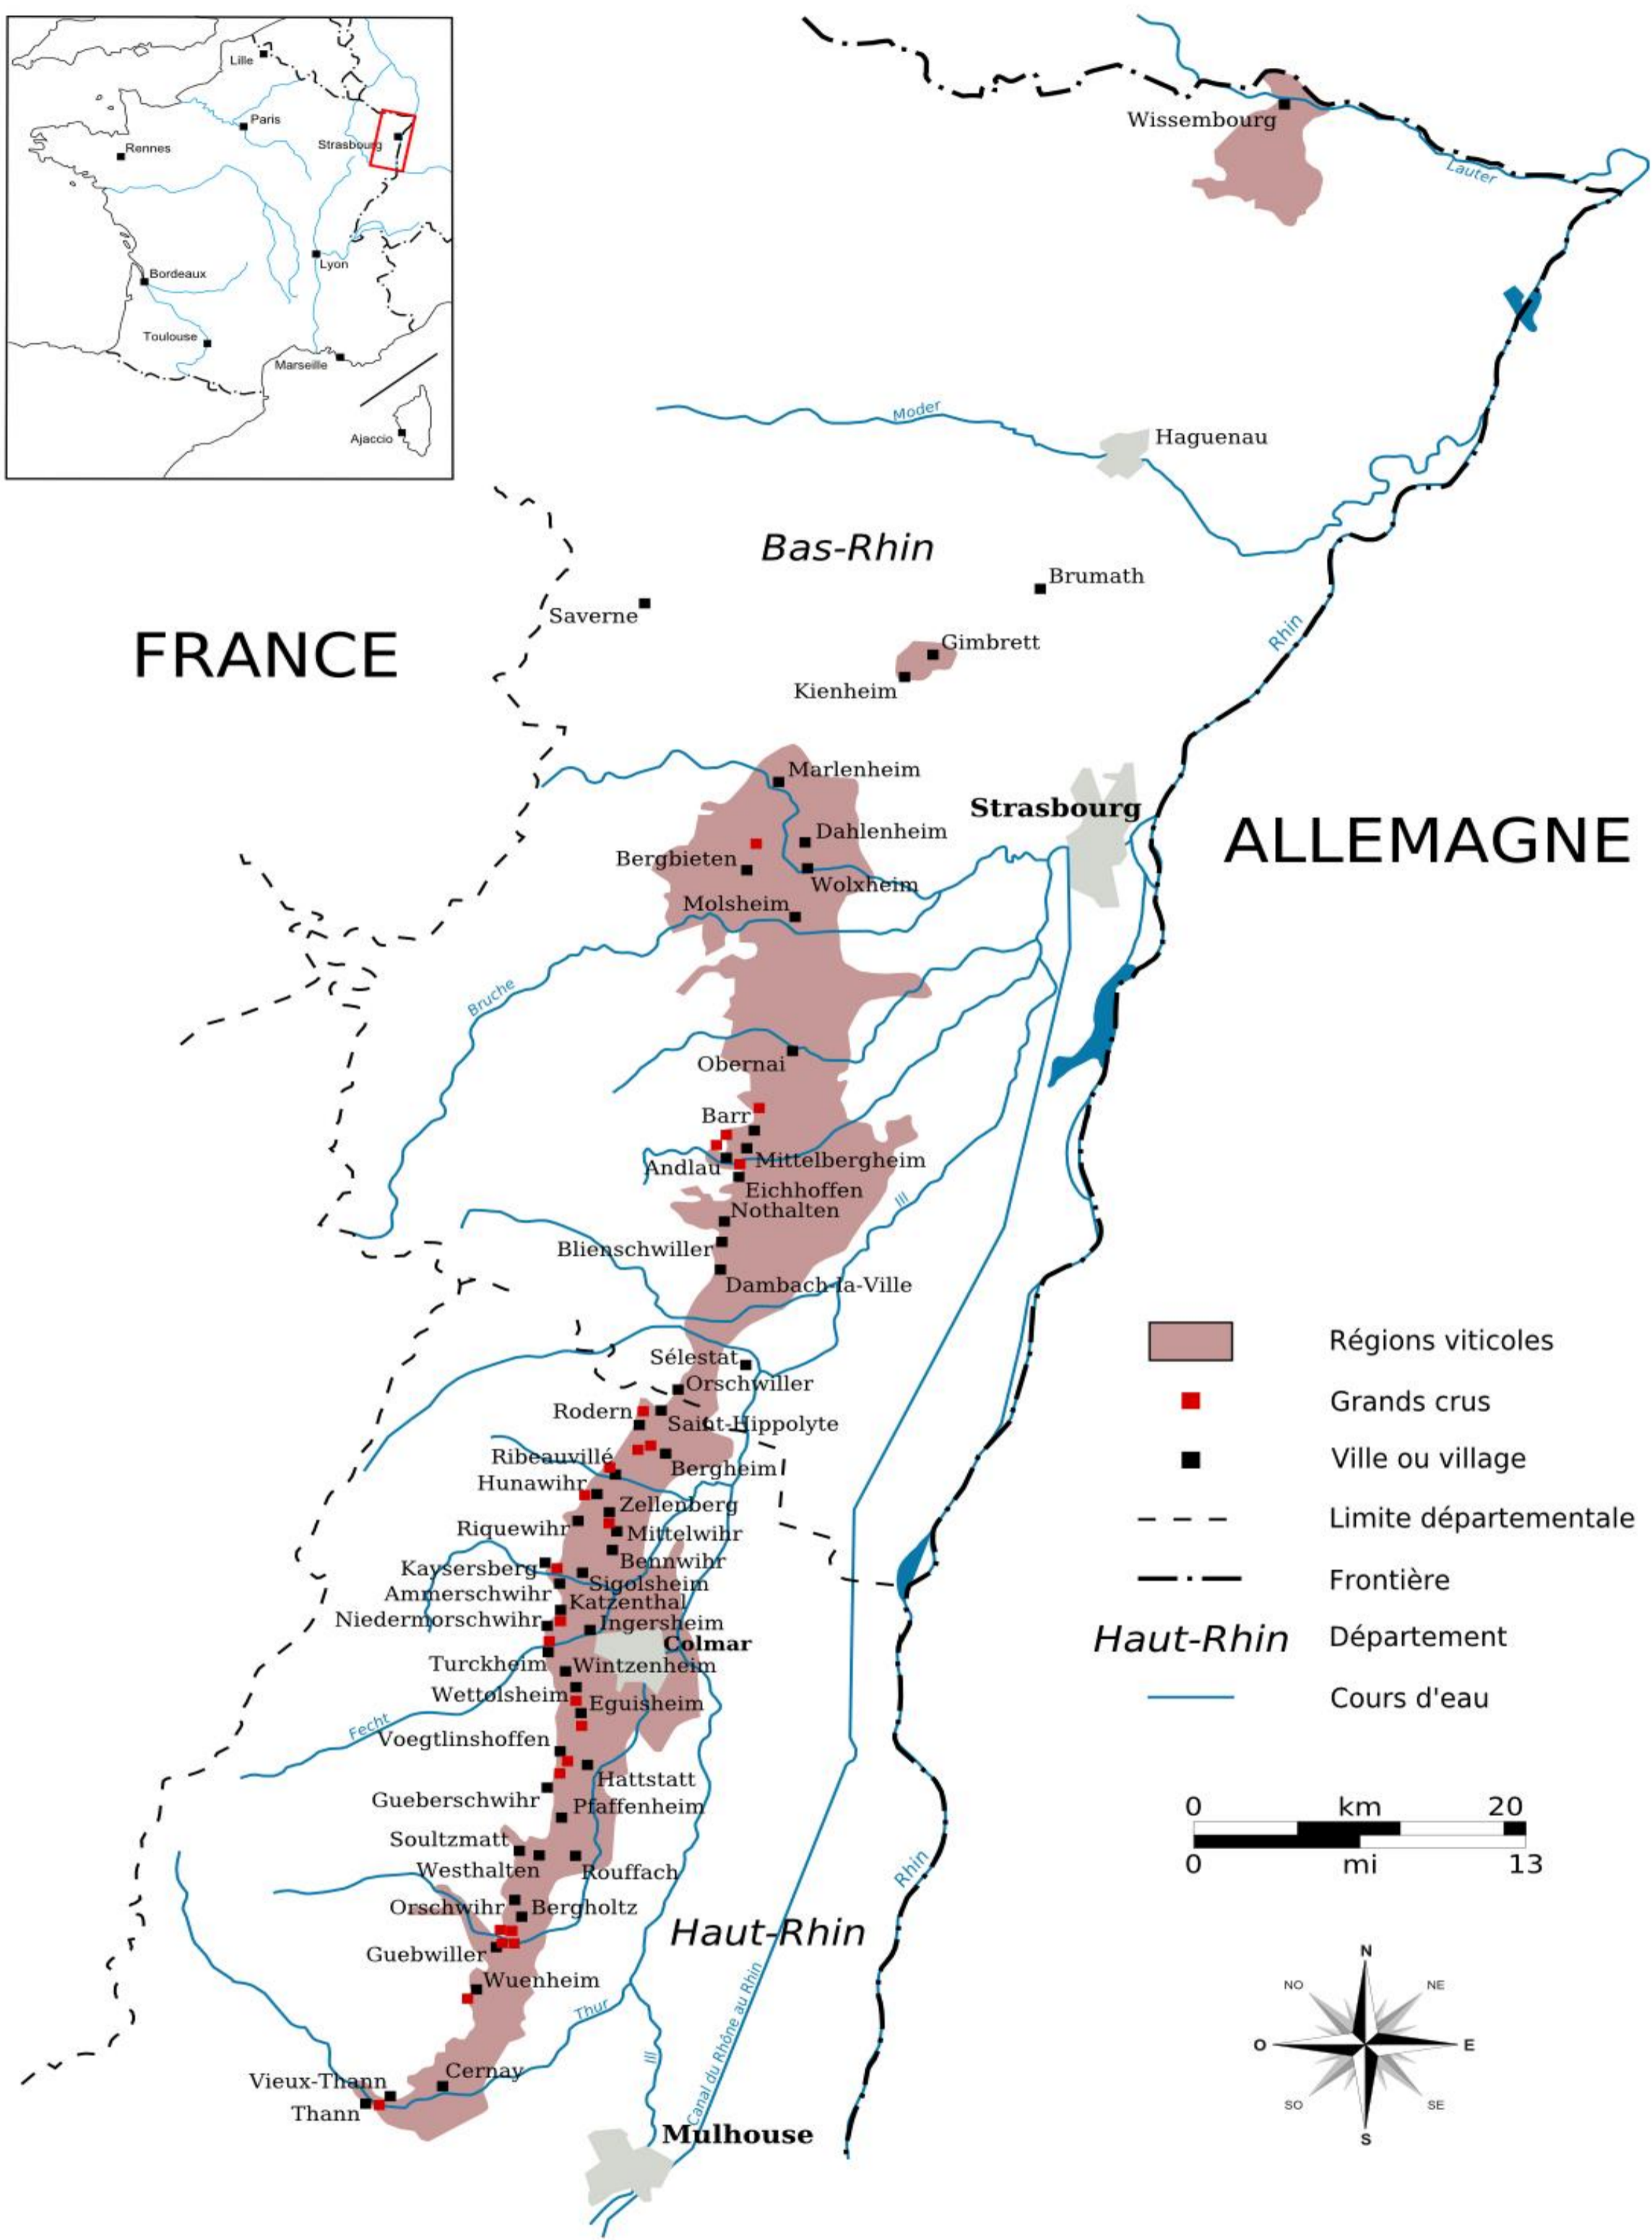 Lille
Paris
Strasbourg
Rennes
Lyon
Bordeaux
Toulouse
Marseille
Ajaccio
Wissembourg
Lauter
Moder
Haguenau
Bas-Rhin
Brumath
Saverne
FRANCE
Gimbrett
Rhin
Kienheim
Marlenheim
Strasbourg
Dahlenheim
ALLEMAGNE
Bergbieten
Wolxheim
Molsheim
Bruche
Obernai
Barr
Mittelbergheim
Andlau
Eichhoffen
Ill
Nothalten
Blienschwiller
Dambach-la-Ville
Sélestat
Orschwiller
Rodern
Saint-Hippolyte
Ribeauvillé
Bergheim
Hunawihr
Zellenberg
Riquewihr
Mittelwihr
Bennwihr
Kaysersberg
Sigolsheim
Ammerschwihr
Katzenthal
Niedermorschwihr
Ingersheim
Colmar
Turckheim
Wintzenheim
Wettolsheim
Eguisheim
Fecht
Voegtlinshoffen
Hattstatt
Gueberschwihr
Pfaffenheim
Soultzmatt
Westhalten
Rouffach
Rhin
Orschwihr
Bergholtz
Haut-Rhin
Guebwiller
Wuenheim
Thur
Ill
Canal du Rhône au Rhin
Cernay
Vieux-Thann
Thann
Mulhouse
Régions viticoles
Grands crus
Ville ou village
Limite départementale
Frontière
Haut-Rhin Département
Cours d'eau
0 km 20
0 mi 13
N
NO NE
O E
SO SE
S